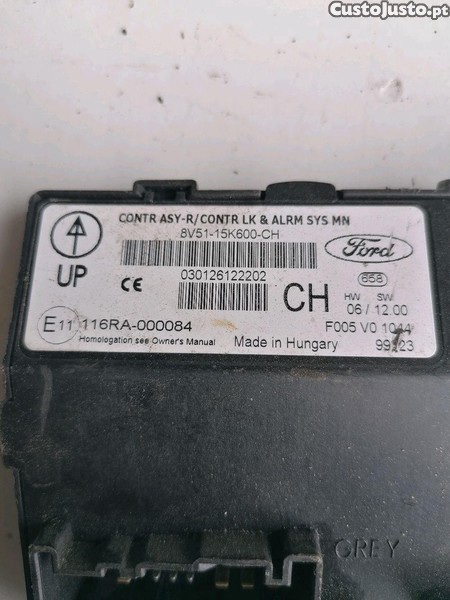 CustoJusto.pt
CONTR ASY-R/CONTR LK & ALRM SYS MN
8V51-15K600-CH
Ford
UP
CE
030126122202
CH
658
HW SW
06 / 12.00
E11 116RA-000084
F005 V0 1044
Homologation see Owner's Manual
Made in Hungary
GREY